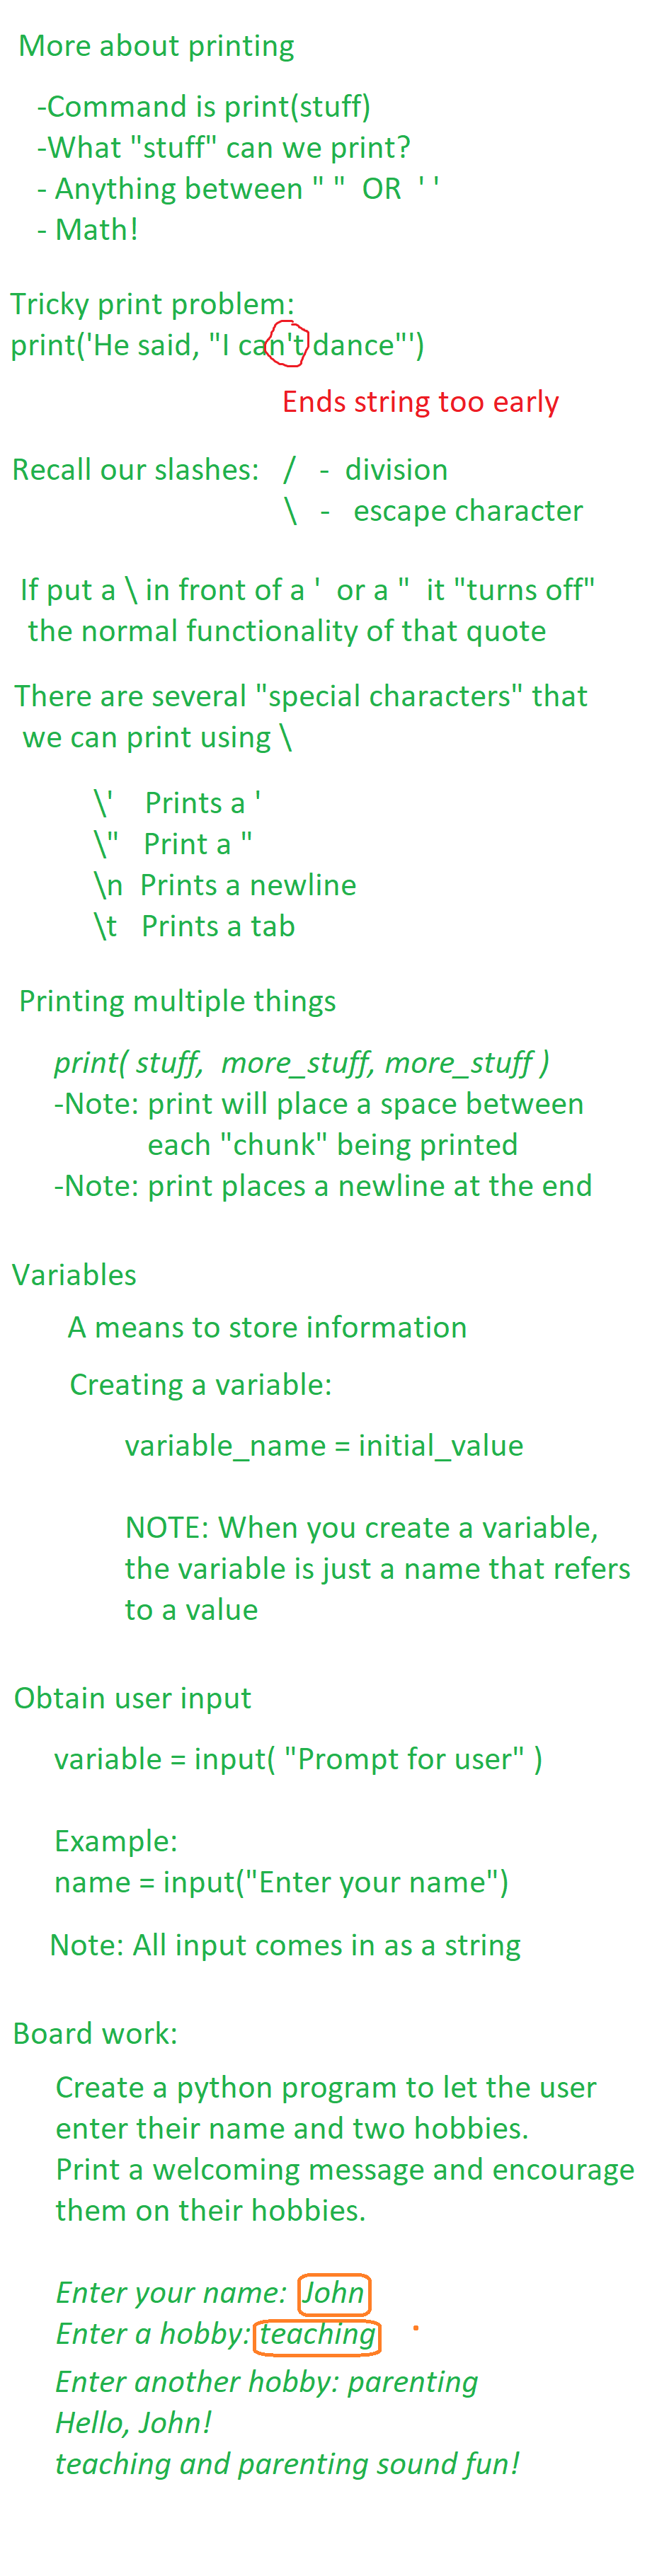 More about printing
-Command is print(stuff)
-What "stuff" can we print?
- Anything between " "  OR  ' '
- Math!
Tricky print problem:
print('He said, "I can't dance"')
Ends string too early
Recall our slashes:   /   -  division
\   -   escape character
If put a \ in front of a '  or a "  it "turns off"
the normal functionality of that quote
There are several "special characters" that
we can print using \
\'    Prints a '
\"   Print a "
\n  Prints a newline
\t   Prints a tab
Printing multiple things
print( stuff,  more_stuff, more_stuff )
-Note: print will place a space between
each "chunk" being printed
-Note: print places a newline at the end
Variables
A means to store information
Creating a variable:
variable_name = initial_value
NOTE: When you create a variable,
the variable is just a name that refers
to a value
Obtain user input
variable = input( "Prompt for user" )
Example:
name = input("Enter your name")
Note: All input comes in as a string
Board work:
Create a python program to let the user
enter their name and two hobbies.
Print a welcoming message and encourage
them on their hobbies.
Enter your name:  John
Enter a hobby: teaching
Enter another hobby: parenting
Hello, John!
teaching and parenting sound fun!